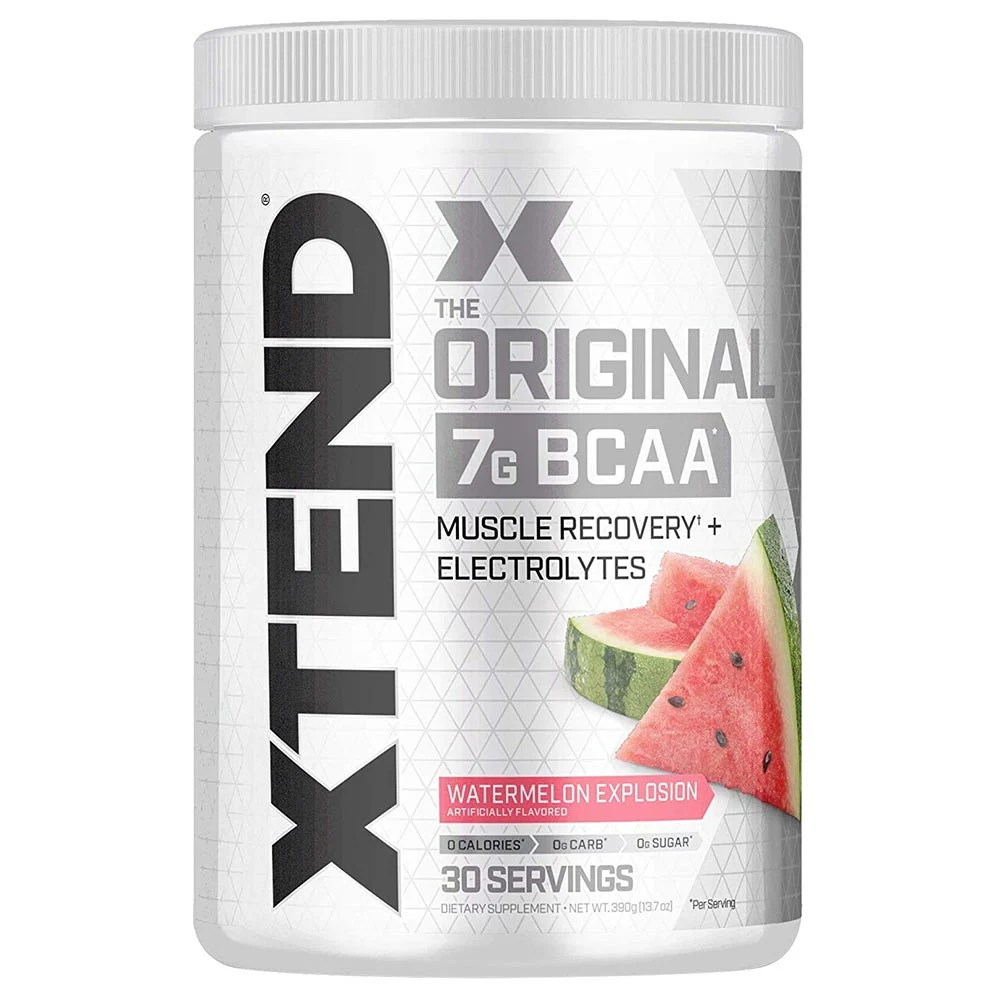 XTEND®
X
THE
ORIGINAL
7G BCAA*
MUSCLE RECOVERY† +
ELECTROLYTES
WATERMELON EXPLOSION
ARTIFICIALLY FLAVORED
0 CALORIES* 0G CARB* 0G SUGAR*
30 SERVINGS
DIETARY SUPPLEMENT • NET WT. 390g (13.7 oz) *Per Serving